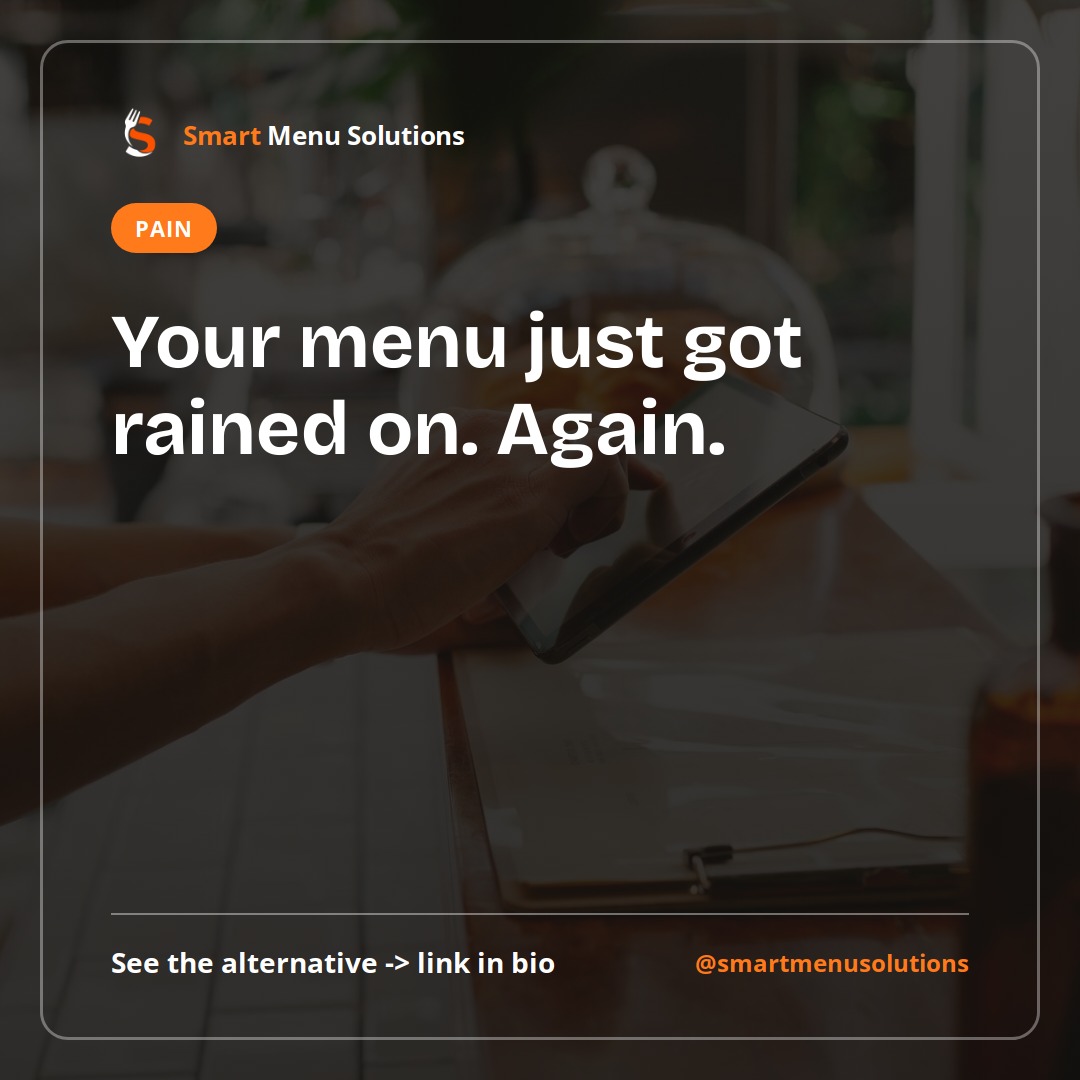 Smart Menu Solutions
PAIN
Your menu just got
rained on. Again.
See the alternative -> link in bio
@smartmenusolutions